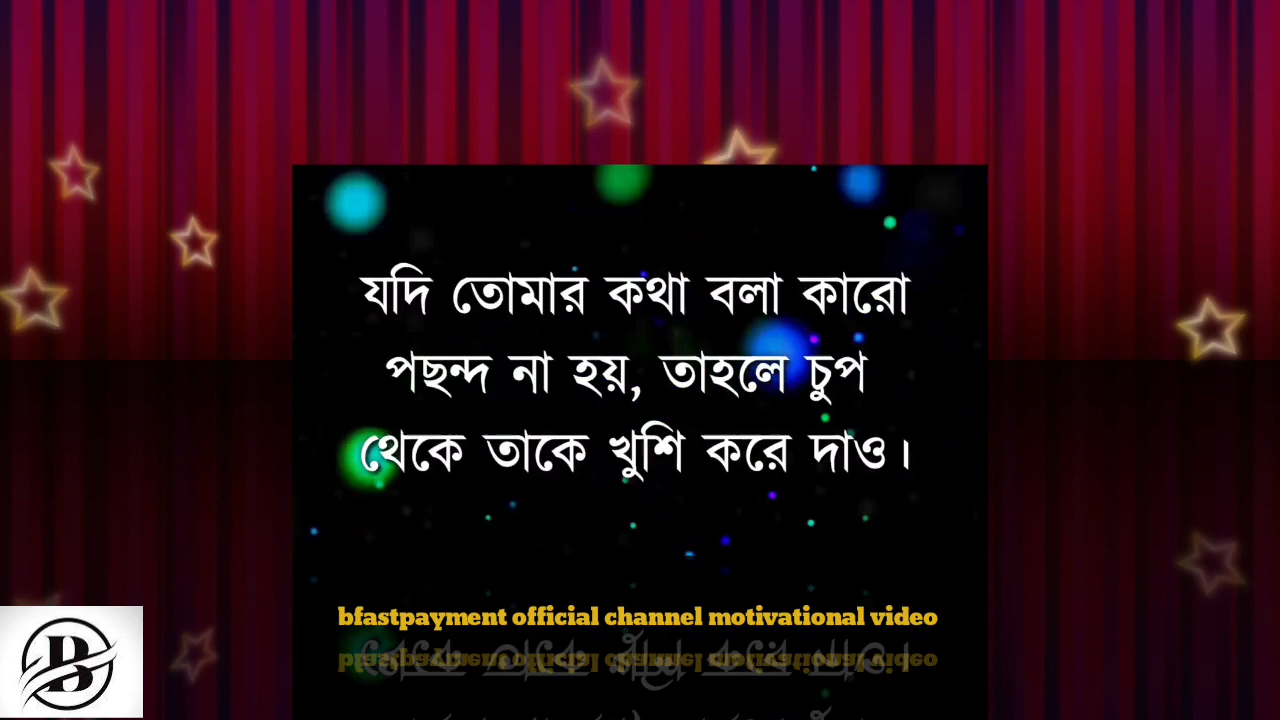 যদি তোমার কথা বলা কারো
পছন্দ না হয়, তাহলে চুপ
থেকে তাকে খুশি করে দাও।
bfastpayment official channel motivational video
B